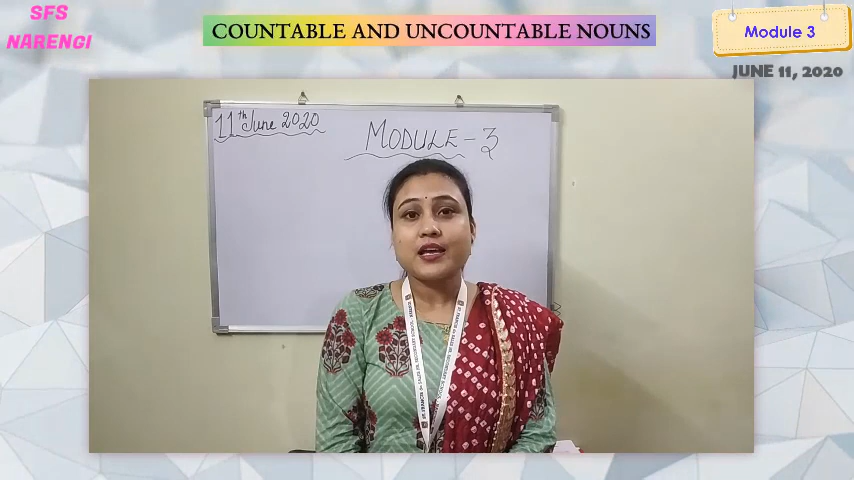 SFS
NARENGI
COUNTABLE AND UNCOUNTABLE NOUNS
Module 3
JUNE 11, 2020
11th June 2020
MODULE-3